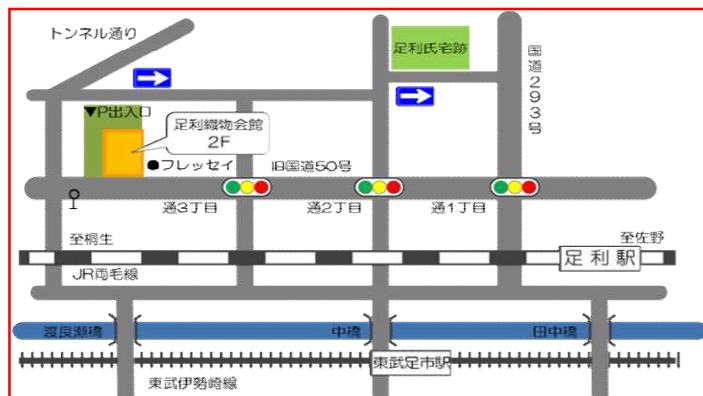 トンネル通り
足利氏宅跡
国道293号
▼P出入口
足利織物会館
2F
●フレッセイ
旧国道50号
通3丁目
通2丁目
通1丁目
至桐生
至佐野
足利駅
JR両毛線
渡良瀬橋
中橋
田中橋
東武足市駅
東武伊勢崎線